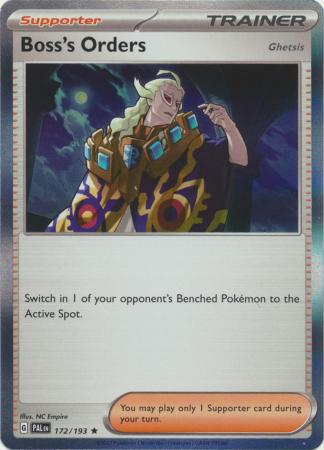 Supporter
TRAINER
Boss's Orders
Ghetsis
Switch in 1 of your opponent's Benched Pokémon to the
Active Spot.
Illus. NC Empire
G PAL EN 172/193 ★
You may play only 1 Supporter card during
your turn.